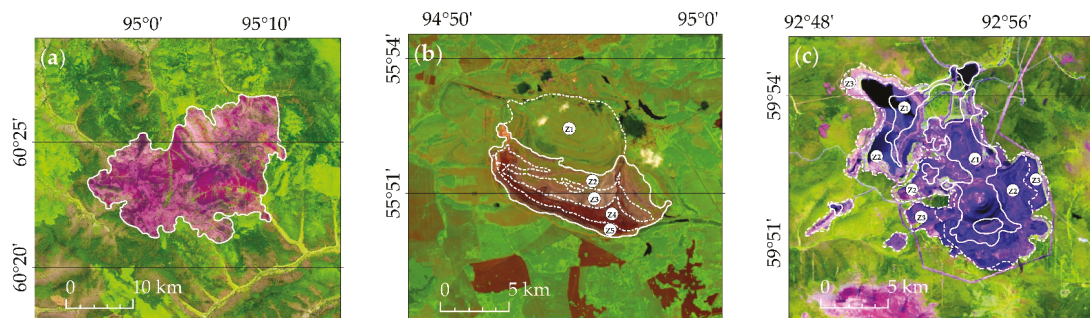 95°0' 95°10'
(a)
60°25'
60°20'
0 10 km
94°50' 95°0'
(b)
55°54'
55°51'
Z1
Z2
Z3
Z4
Z5
0 5 km
92°48' 92°56'
(c)
59°54'
59°51'
Z3
Z1
Z2
Z1
Z3
Z2
Z2
Z3
0 5 km